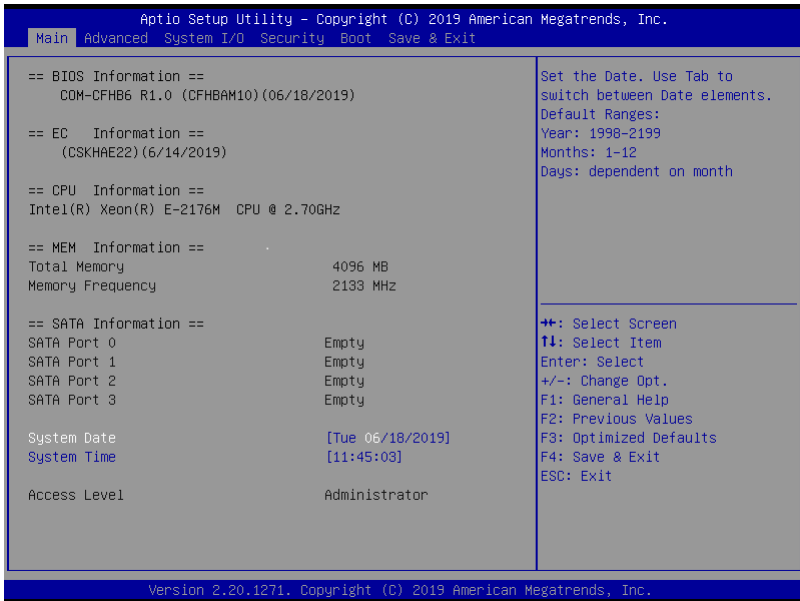 Aptio Setup Utility – Copyright (C) 2019 American Megatrends, Inc.
Main Advanced System I/O Security Boot Save & Exit
== BIOS Information ==
COM-CFHB6 R1.0 (CFHBAM10)(06/18/2019)
== EC Information ==
(CSKHAE22)(6/14/2019)
== CPU Information ==
Intel(R) Xeon(R) E-2176M CPU @ 2.70GHz
== MEM Information ==
Total Memory 4096 MB
Memory Frequency 2133 MHz
== SATA Information ==
SATA Port 0 Empty
SATA Port 1 Empty
SATA Port 2 Empty
SATA Port 3 Empty
System Date [Tue 06/18/2019]
System Time [11:45:03]
Access Level Administrator
Set the Date. Use Tab to
switch between Date elements.
Default Ranges:
Year: 1998-2199
Months: 1-12
Days: dependent on month
→←: Select Screen
↑↓: Select Item
Enter: Select
+/-: Change Opt.
F1: General Help
F2: Previous Values
F3: Optimized Defaults
F4: Save & Exit
ESC: Exit
Version 2.20.1271. Copyright (C) 2019 American Megatrends, Inc.